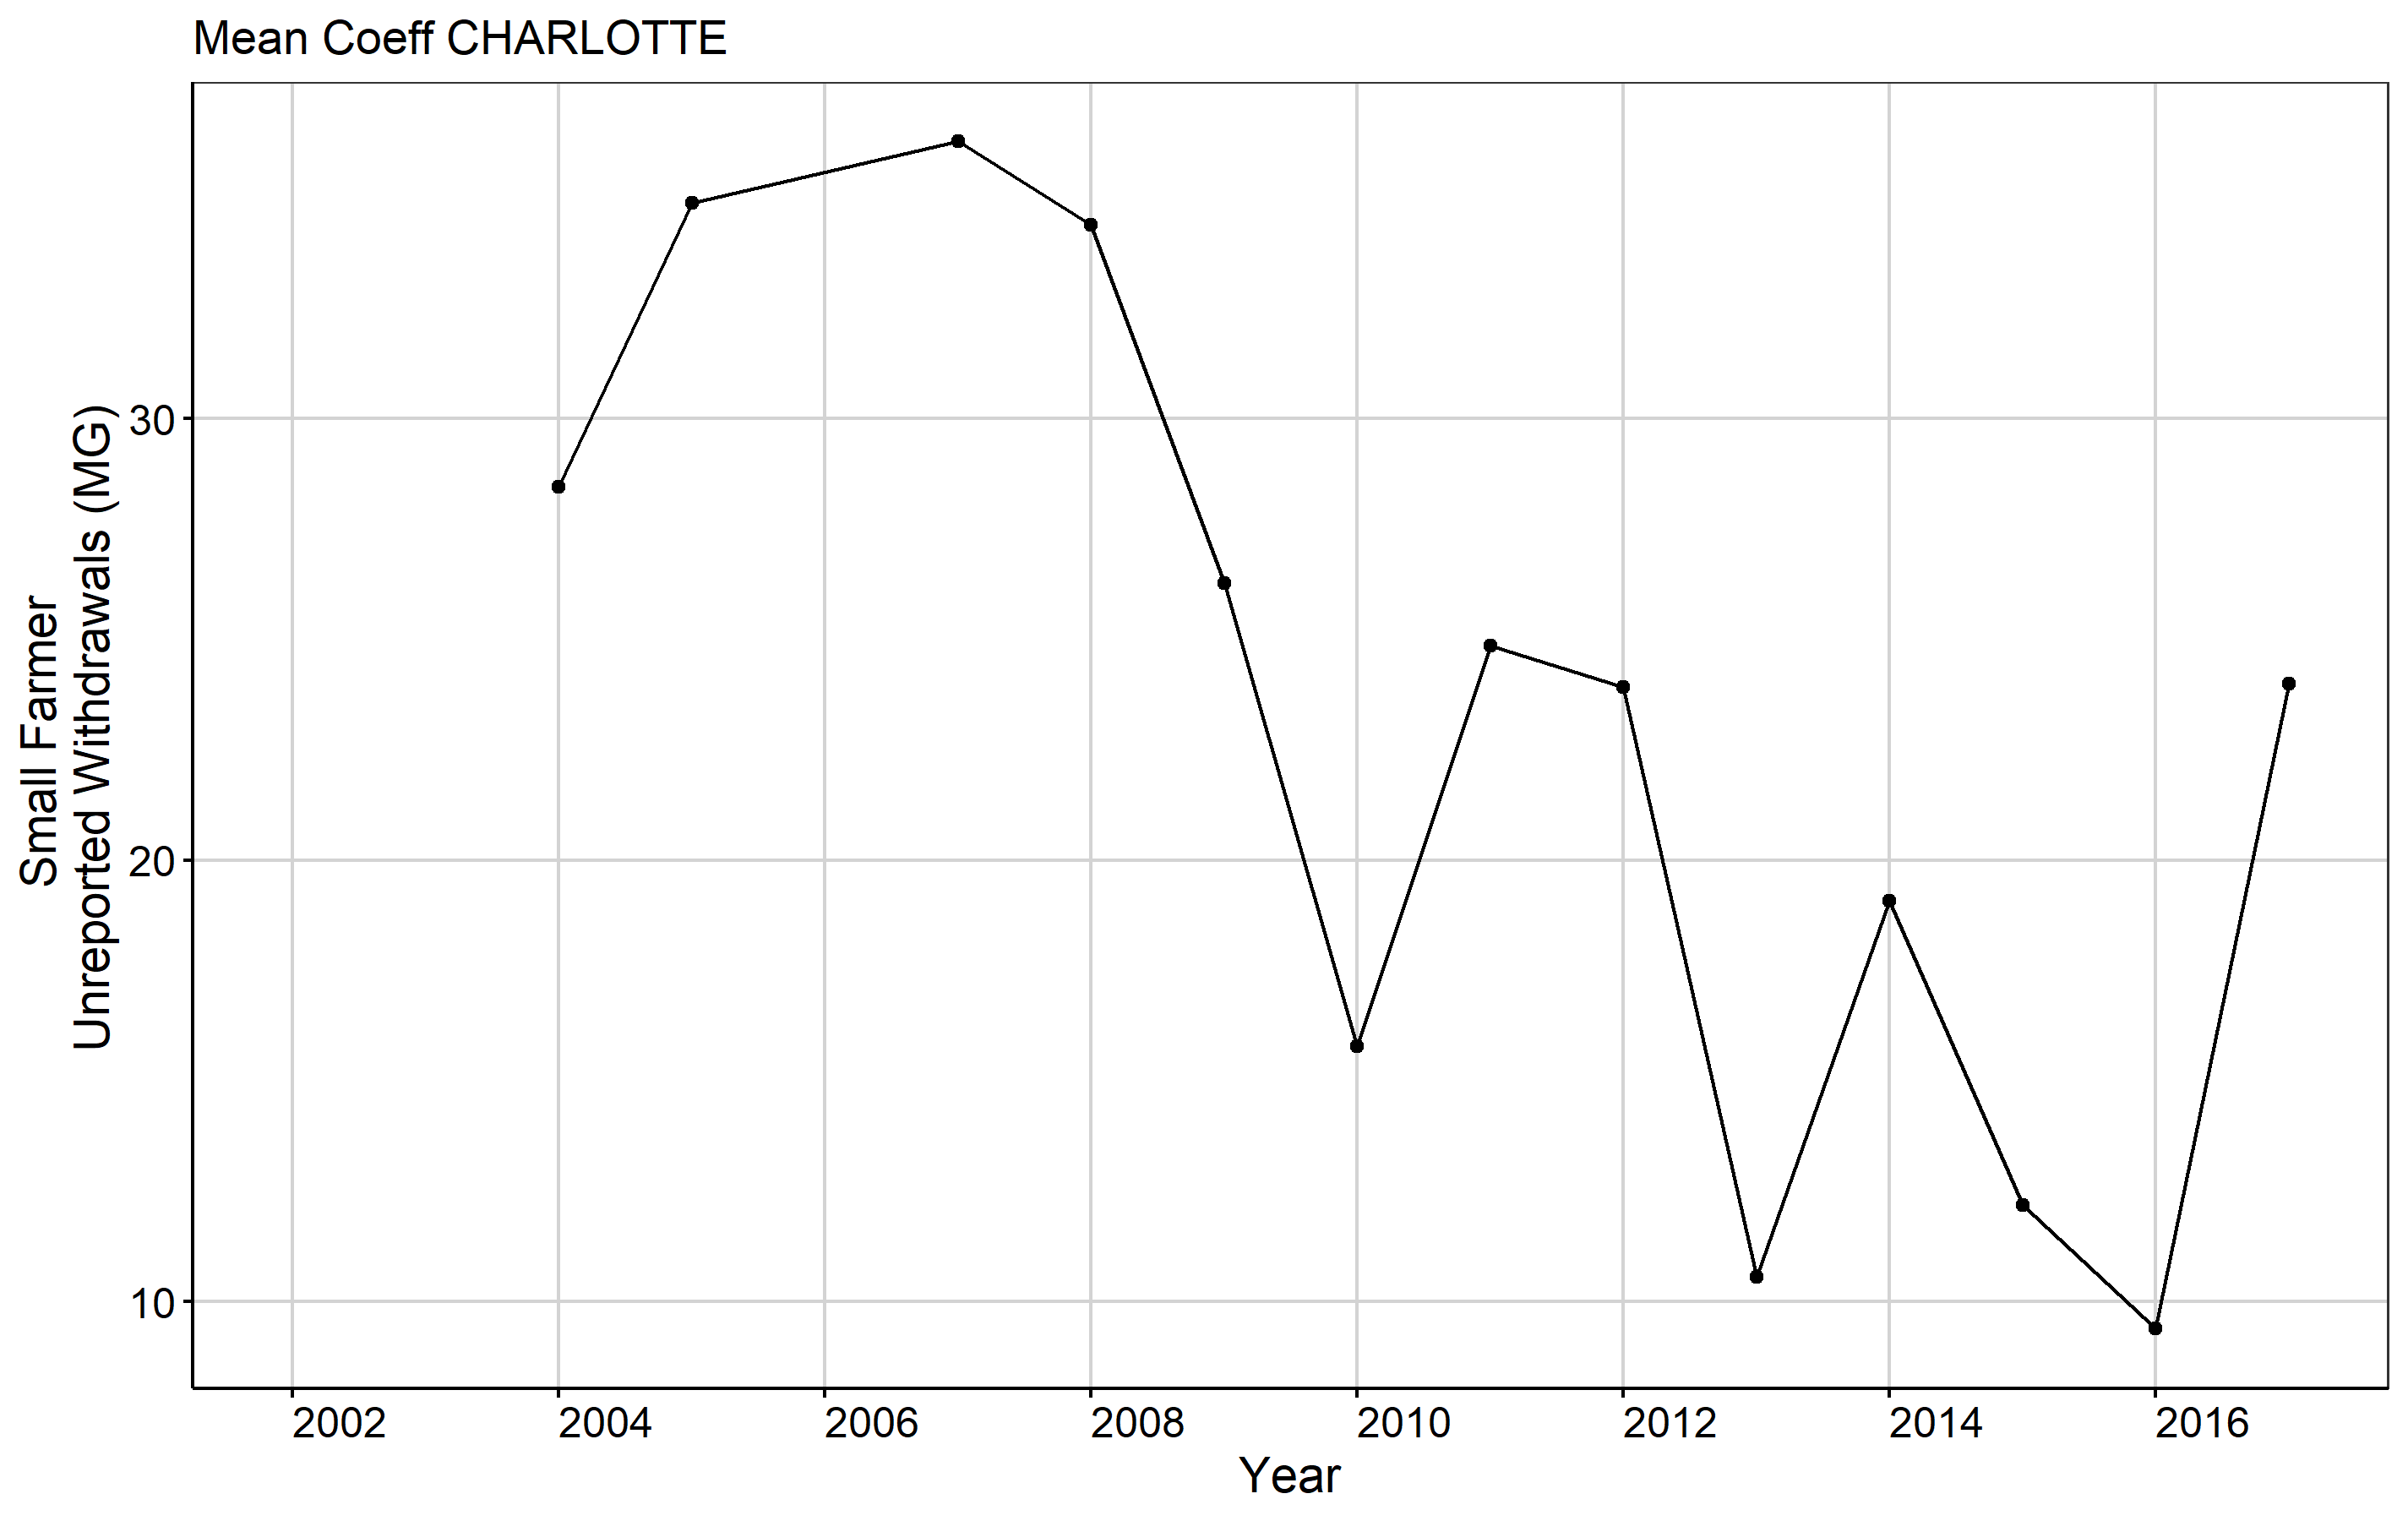 Mean Coeff CHARLOTTE
Small Farmer
Unreported Withdrawals (MG)
30
20
10
2002 2004 2006 2008 2010 2012 2014 2016
Year